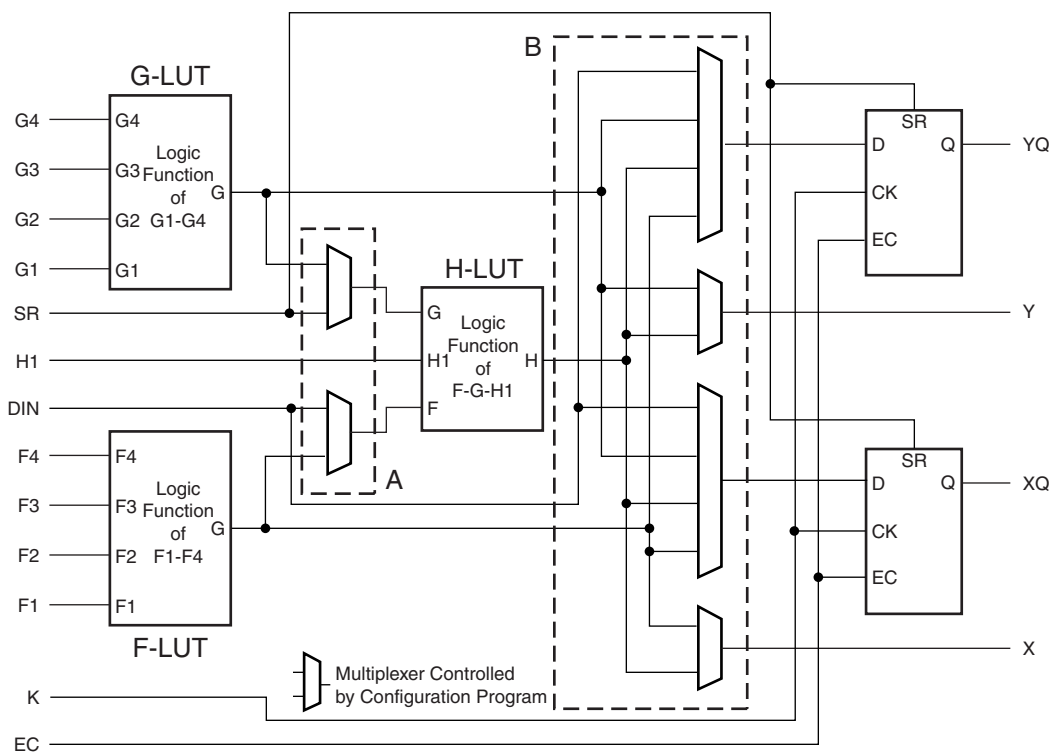 B
G-LUT
G4
G4
G3
G3
G2
G2
G1
G1
Logic
Function
of
G1-G4
G
SR
H1
DIN
H-LUT
G
H1
F
Logic
Function
of
F-G-H1
H
A
F4
F4
F3
F3
F2
F2
F1
F1
Logic
Function
of
F1-F4
G
F-LUT
K
EC
Multiplexer Controlled
by Configuration Program
SR
D
Q
CK
EC
YQ
Y
SR
D
Q
CK
EC
XQ
X